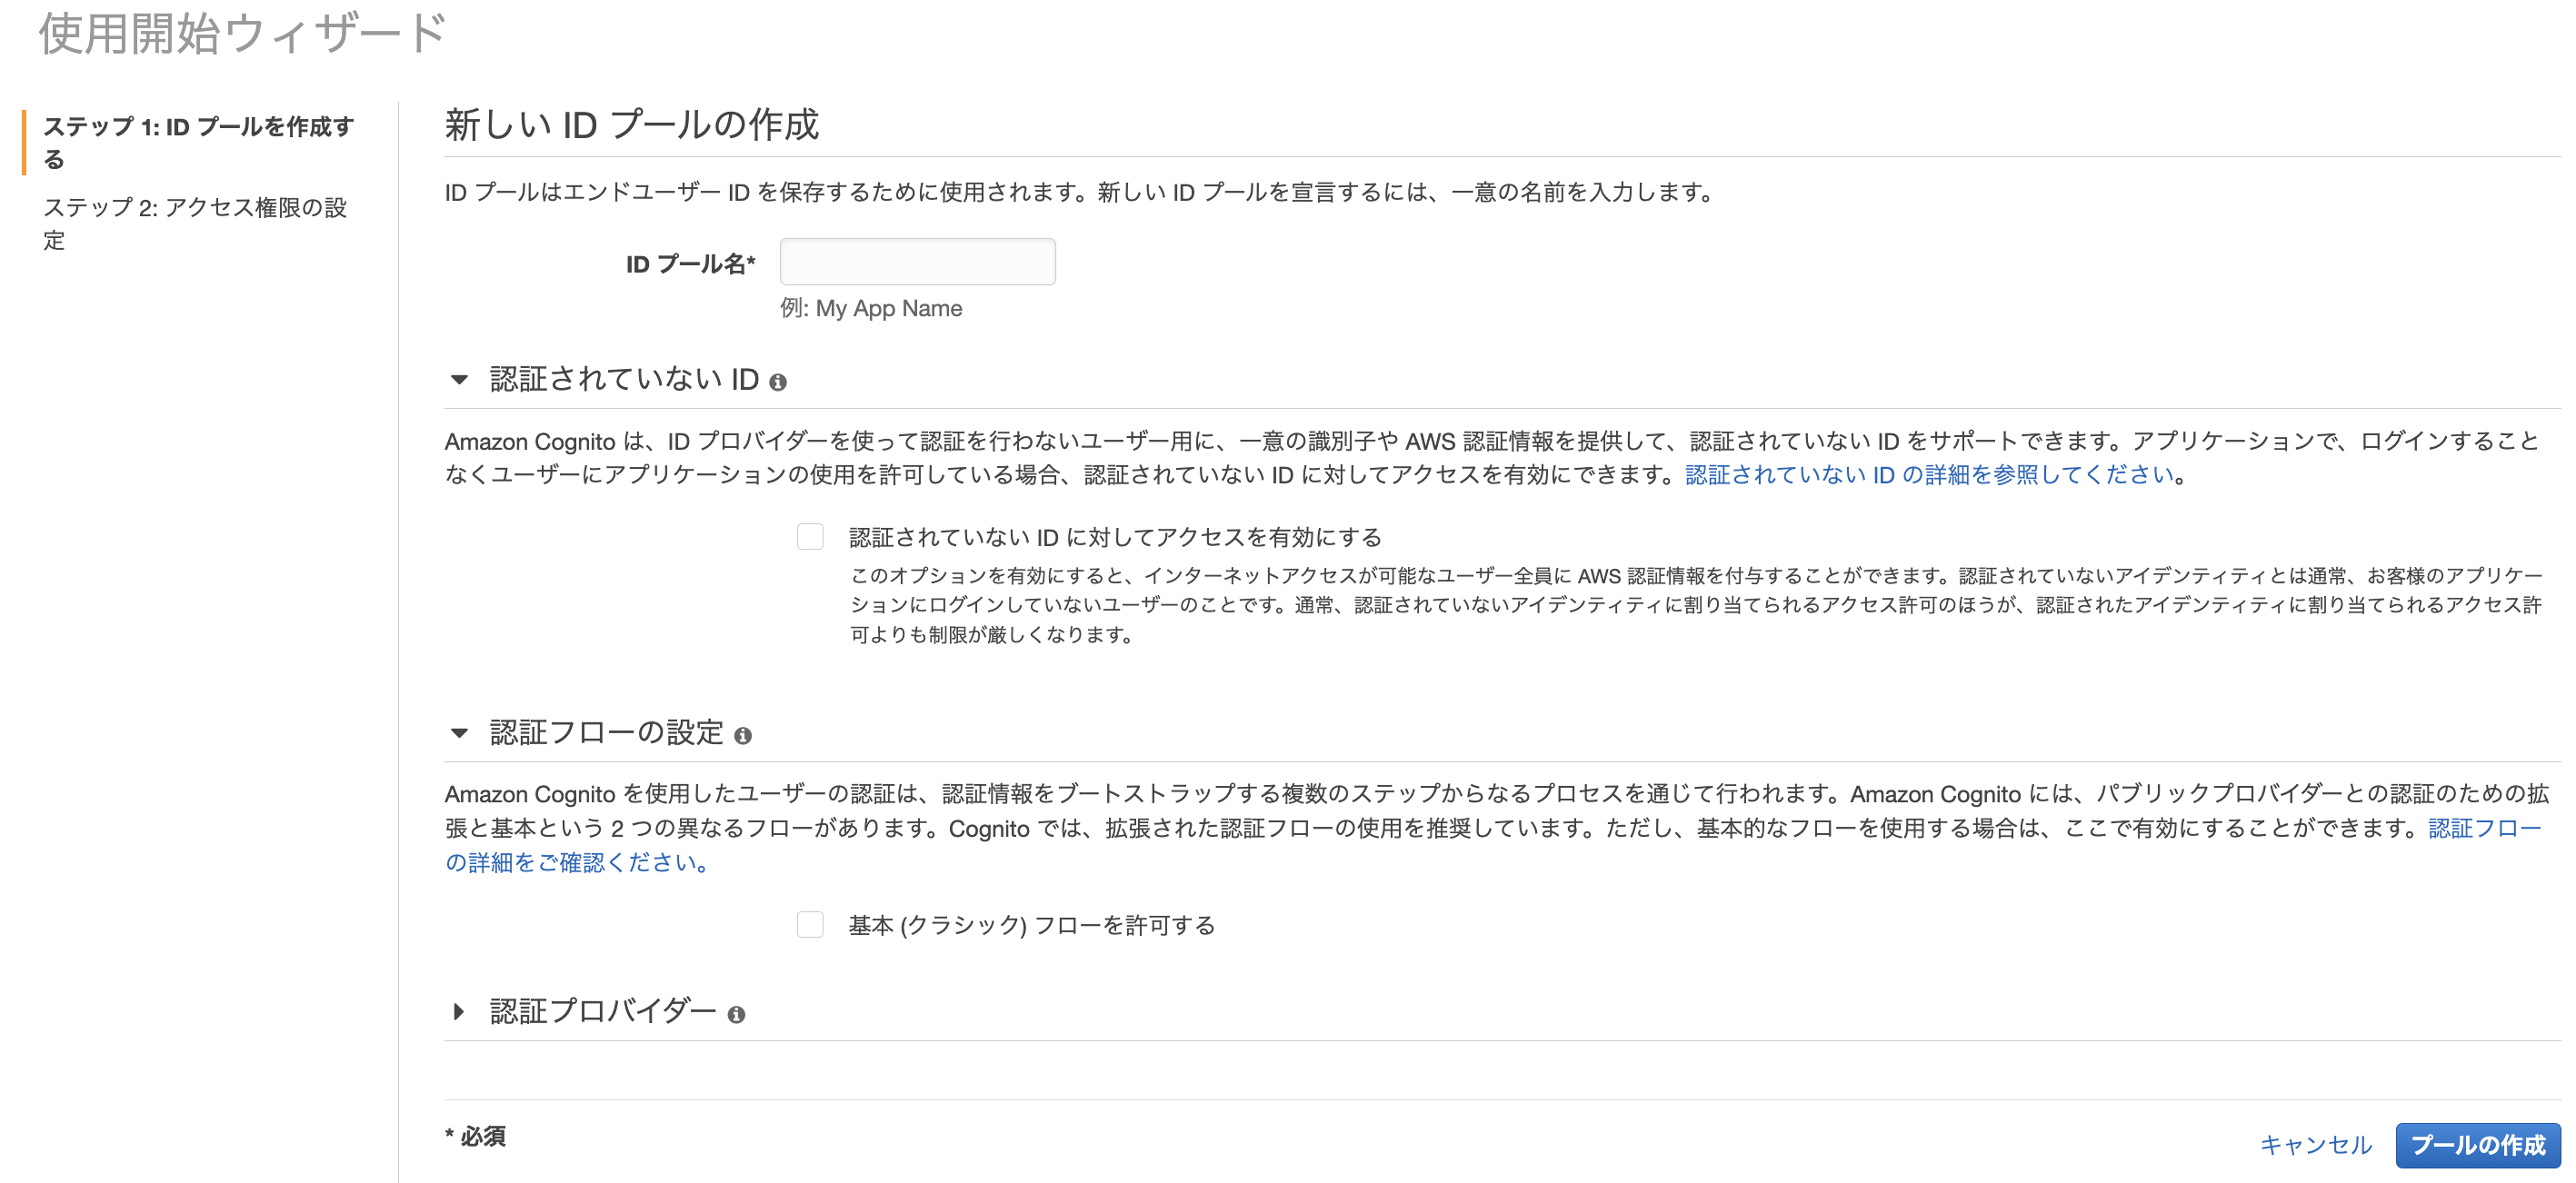 使用開始ウィザード
ステップ 1: ID プールを作成す
る
ステップ 2: アクセス権限の設
定
新しい ID プールの作成
ID プールはエンドユーザー ID を保存するために使用されます。新しい ID プールを宣言するには、一意の名前を入力します。
ID プール名*
例: My App Name
認証されていない ID
Amazon Cognito は、ID プロバイダーを使って認証を行わないユーザー用に、一意の識別子や AWS 認証情報を提供して、認証されていない ID をサポートできます。アプリケーションで、ログインすること
なくユーザーにアプリケーションの使用を許可している場合、認証されていない ID に対してアクセスを有効にできます。認証されていない ID の詳細を参照してください。
認証されていない ID に対してアクセスを有効にする
このオプションを有効にすると、インターネットアクセスが可能なユーザー全員に AWS 認証情報を付与することができます。認証されていないアイデンティティとは通常、お客様のアプリケー
ションにログインしていないユーザーのことです。通常、認証されていないアイデンティティに割り当てられるアクセス許可のほうが、認証されたアイデンティティに割り当てられるアクセス許
可よりも制限が厳しくなります。
認証フローの設定
Amazon Cognito を使用したユーザーの認証は、認証情報をブートストラップする複数のステップからなるプロセスを通じて行われます。Amazon Cognito には、パブリックプロバイダーとの認証のための拡
張と基本という 2 つの異なるフローがあります。Cognito では、拡張された認証フローの使用を推奨しています。ただし、基本的なフローを使用する場合は、ここで有効にすることができます。認証フロー
の詳細をご確認ください。
基本 (クラシック) フローを許可する
認証プロバイダー
* 必須
キャンセル
プールの作成